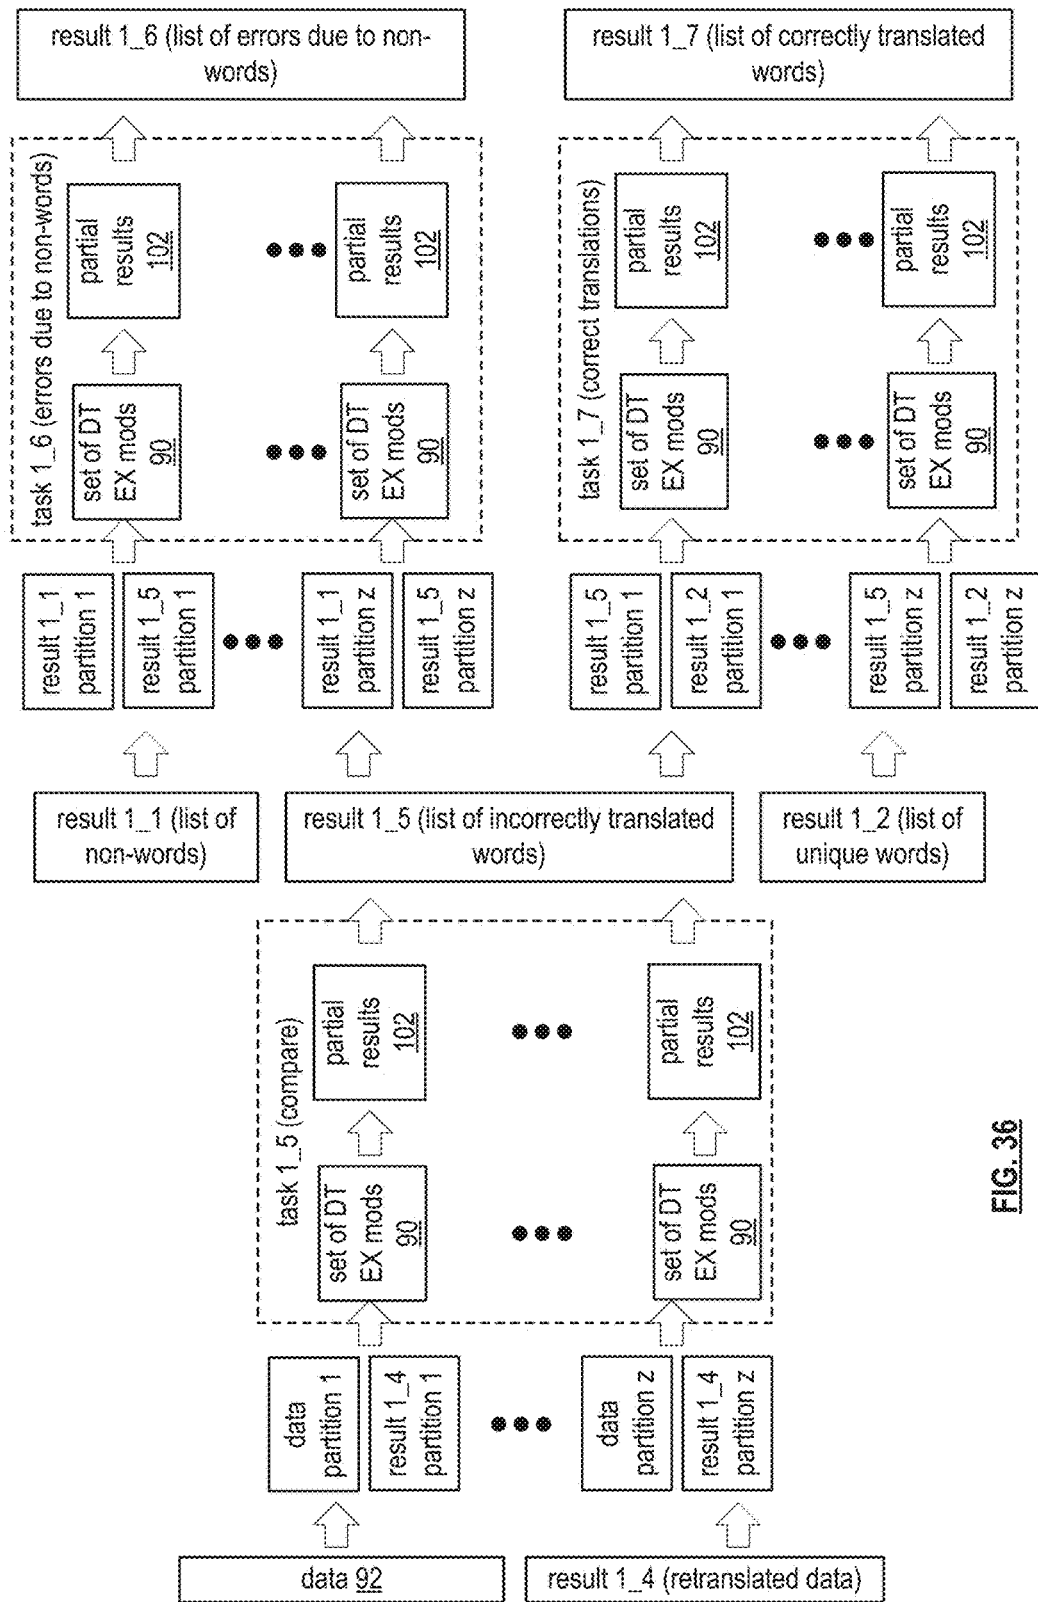 data 92
result 1_4 (retranslated data)
data
partition 1
result 1_4
partition 1
data
partition z
result 1_4
partition z
task 1_5 (compare)
set of DT
EX mods
90
partial
results
102
set of DT
EX mods
90
partial
results
102
result 1_1 (list of
non-words)
result 1_5 (list of incorrectly translated
words)
result 1_2 (list of
unique words)
result 1_1
partition 1
result 1_5
partition 1
result 1_1
partition z
result 1_5
partition z
task 1_6 (errors due to non-words)
set of DT
EX mods
90
partial
results
102
set of DT
EX mods
90
partial
results
102
result 1_6 (list of errors due to non-
words)
result 1_5
partition 1
result 1_2
partition 1
result 1_5
partition z
result 1_2
partition z
task 1_7 (correct translations)
set of DT
EX mods
90
partial
results
102
set of DT
EX mods
90
partial
results
102
result 1_7 (list of correctly translated
words)
FIG. 36